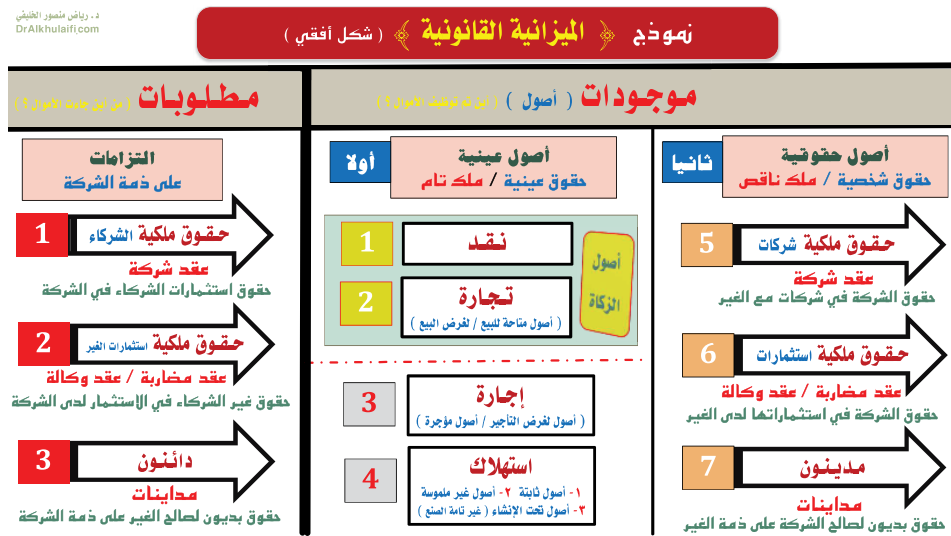 د. رياض منصور الخليفي
DrAlkhulaifi.com
نموذج ﴿ الميزانية القانونية ﴾ ( شكل أفقي )
موجودات ( أصول ) ( أين تم توظيف الأموال ؟ )
مطلوبات ( من أين جاءت الأموال ؟ )
ثانيا
أصول حقوقية
حقوق شخصية / ملك ناقص
5
حقوق ملكية شركات
عقد شركة
حقوق الشركة في شركات مع الغير
6
حقوق ملكية استثمارات
عقد مضاربة / عقد وكالة
حقوق الشركة في استثماراتها لدى الغير
7
مدينون
مداينات
حقوق بديون لصالح الشركة على ذمة الغير
أولا
أصول عينية
حقوق عينية / ملك تام
أصول
الزكاة
1
نقد
2
تجارة
( أصول متاحة للبيع / لغرض البيع )
3
إجارة
( أصول لغرض التأجير / أصول مؤجرة )
4
استهلاك
١- أصول ثابتة ٢- أصول غير ملموسة
٣- أصول تحت الإنشاء ( غير تامة الصنع )
التزامات
على ذمة الشركة
1
حقوق ملكية الشركاء
عقد شركة
حقوق استثمارات الشركاء في الشركة
2
حقوق ملكية استثمارات الغير
عقد مضاربة / عقد وكالة
حقوق غير الشركاء في الاستثمار لدى الشركة
3
دائنون
مداينات
حقوق بديون لصالح الغير على ذمة الشركة